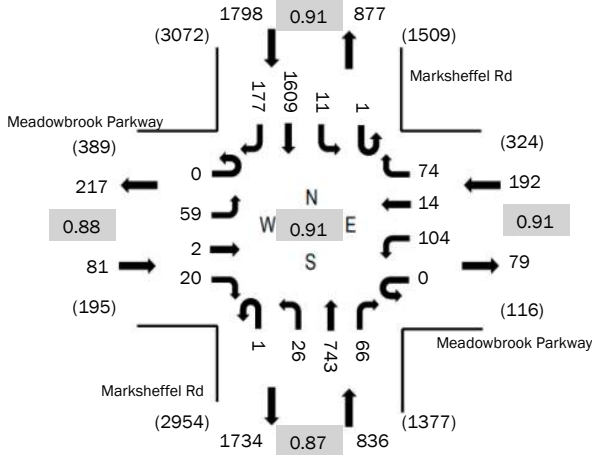 1798 0.91 877
(3072) (1509)
Marksheffel Rd
177 1609 11 1
Meadowbrook Parkway
(389) (324)
0 74
217 192
59 14
N
0.88 W 0.91 E 0.91
2 104
S
81 79
20 0
(195) (116)
1 26 743 66
Meadowbrook Parkway
Marksheffel Rd
(2954) (1377)
1734 0.87 836